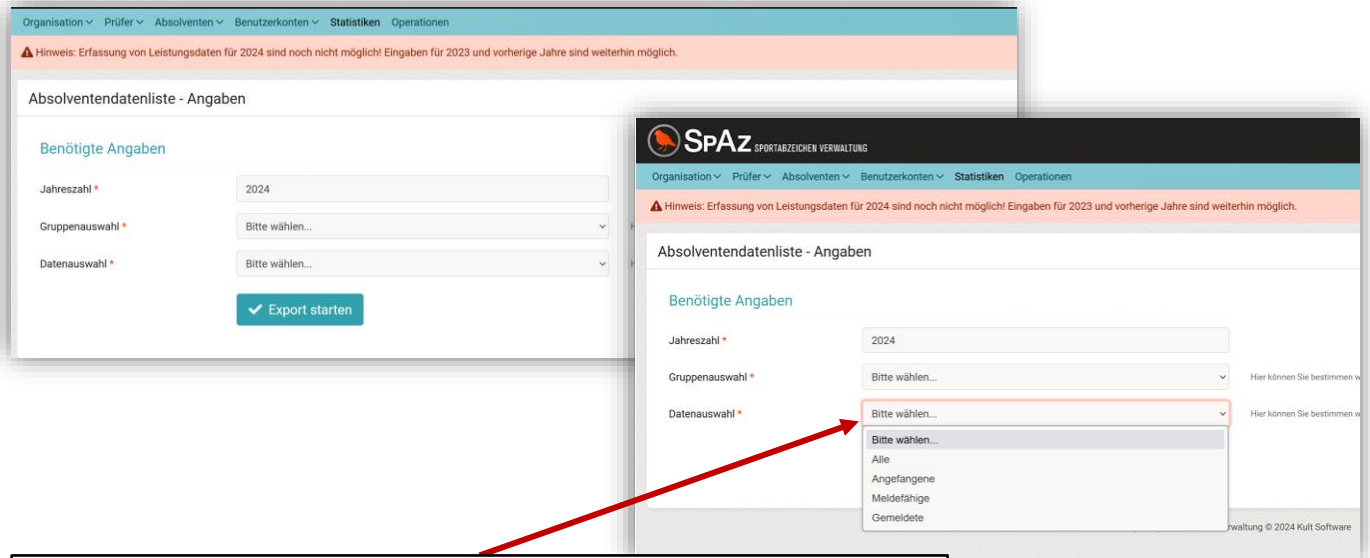 Organisation Prüfer Absolventen Benutzerkonten Statistiken Operationen
Hinweis: Erfassung von Leistungsdaten für 2024 sind noch nicht möglich! Eingaben für 2023 und vorherige Jahre sind weiterhin möglich.
Absolventendatenliste - Angaben
Benötigte Angaben
Jahreszahl * 2024
Gruppenauswahl * Bitte wählen...
Datenauswahl * Bitte wählen...
Export starten
SPAZ SPORTABZEICHEN VERWALTUNG
Organisation Prüfer Absolventen Benutzerkonten Statistiken Operationen
Hinweis: Erfassung von Leistungsdaten für 2024 sind noch nicht möglich! Eingaben für 2023 und vorherige Jahre sind weiterhin möglich.
Absolventendatenliste - Angaben
Benötigte Angaben
Jahreszahl * 2024
Gruppenauswahl * Bitte wählen... Hier können Sie bestimmen
Datenauswahl * Bitte wählen... Hier können Sie bestimmen
Bitte wählen...
Alle
Angefangene
Meldefähige
Gemeldete
rwaltung © 2024 Kult Software